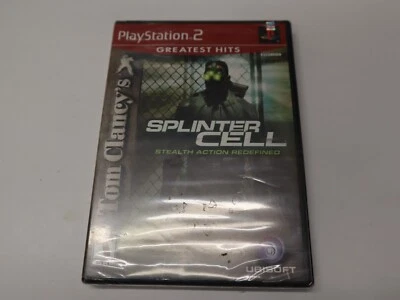 PlayStation®2
GREATEST HITS
Tom Clancy's
SPLINTER
CELL
STEALTH ACTION REDEFINED
UBISOFT